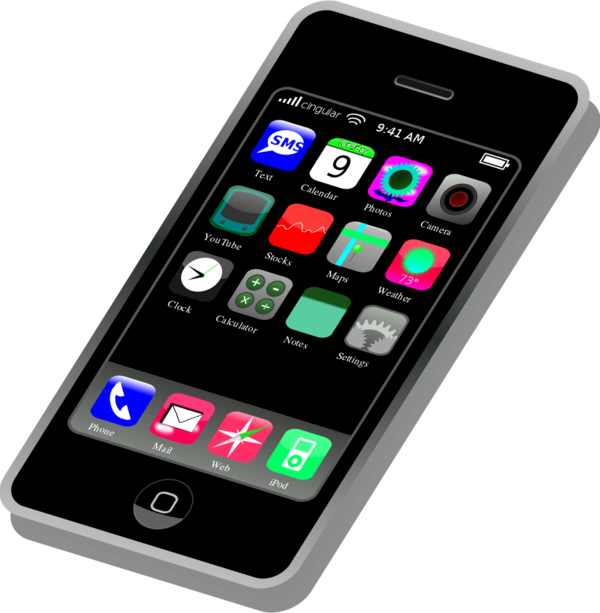 cingular 9:41 AM
SMS
Tuesday
9
Text Calendar Photos Camera
73°
YouTube Stocks Maps Weather
Clock Calculator Notes Settings
Phone Mail Web iPod